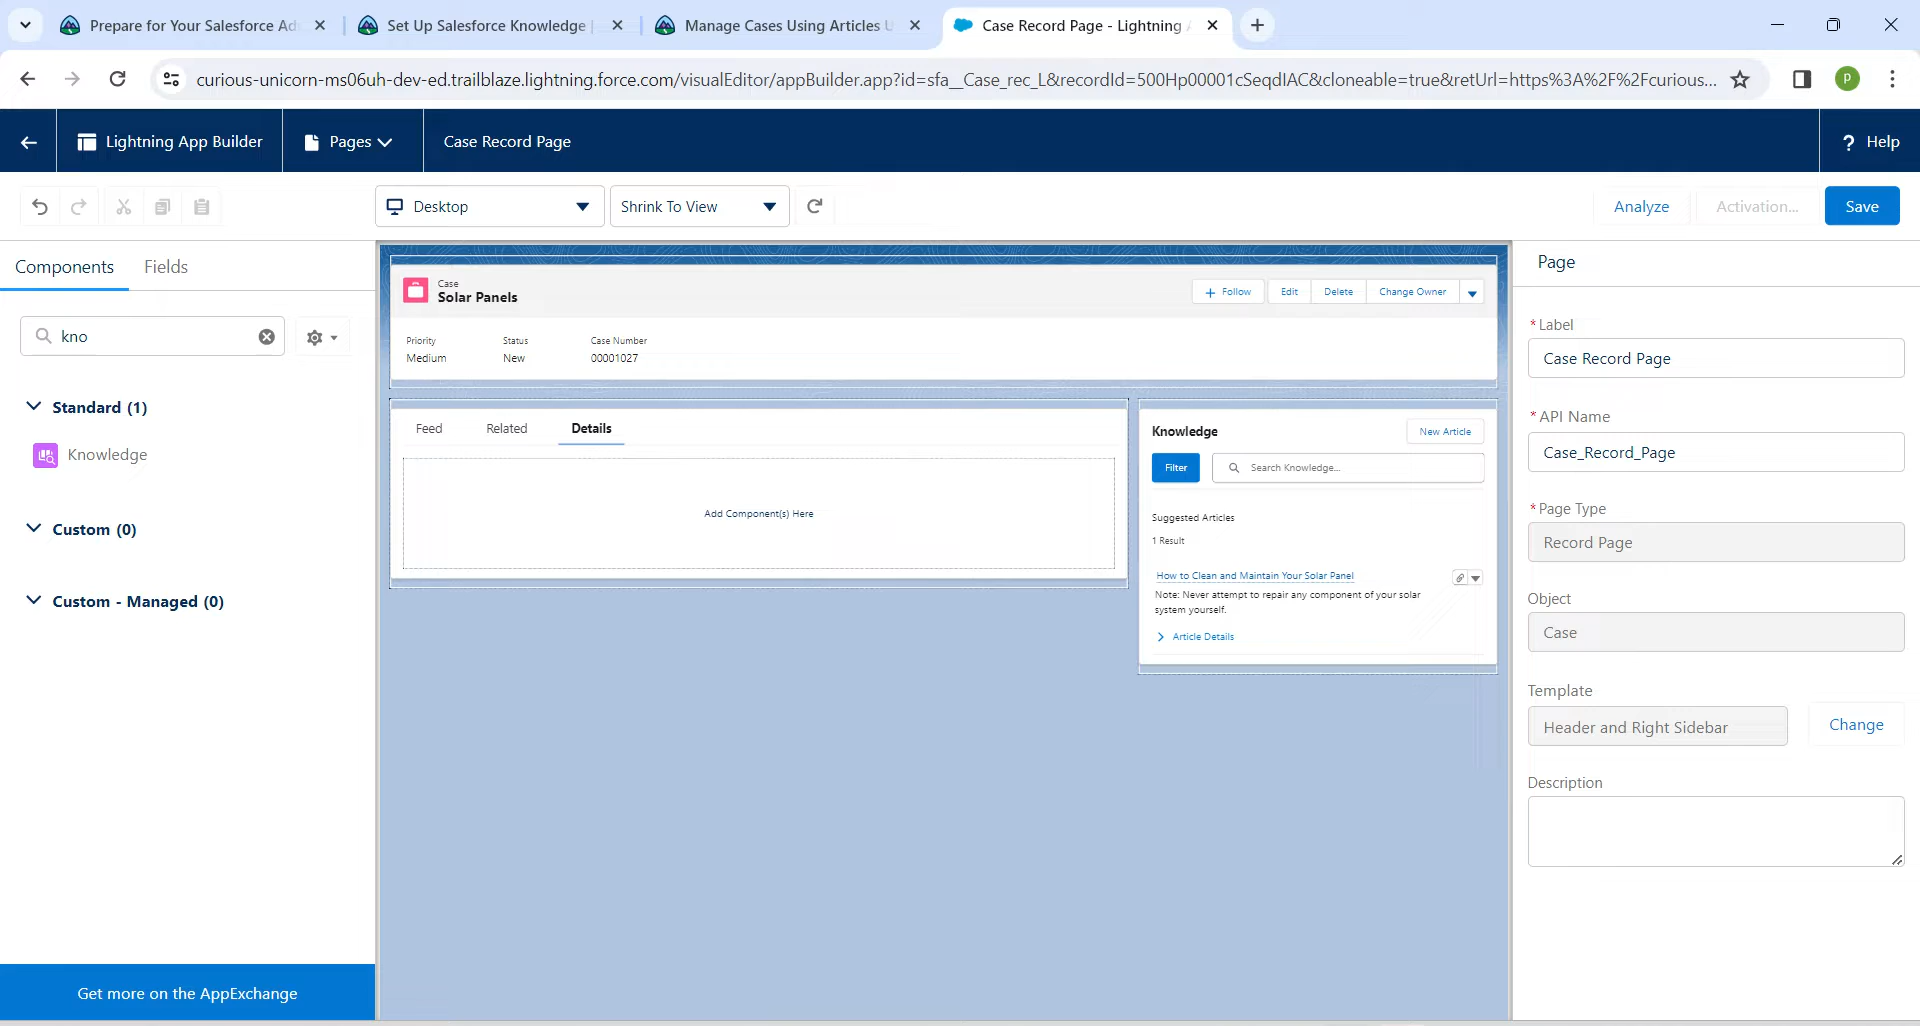 Prepare for Your Salesforce Ad
Set Up Salesforce Knowledge |
Manage Cases Using Articles U
Case Record Page - Lightning A
curious-unicorn-ms06uh-dev-ed.trailblaze.lightning.force.com/visualEditor/appBuilder.app?id=sfa__Case_rec_L&recordId=500Hp00001cSeqdIAC&cloneable=true&retUrl=https%3A%2F%2Fcurious...
P
Lightning App Builder
Pages
Case Record Page
? Help
Desktop
Shrink To View
Analyze
Activation...
Save
Components
Fields
kno
Standard (1)
Knowledge
Custom (0)
Custom - Managed (0)
Get more on the AppExchange
Case
Solar Panels
+ Follow
Edit
Delete
Change Owner
Priority
Status
Case Number
Medium
New
00001027
Feed
Related
Details
Add Component(s) Here
Knowledge
New Article
Filter
Search Knowledge...
Suggested Articles
1 Result
How to Clean and Maintain Your Solar Panel
Note: Never attempt to repair any component of your solar
system yourself.
Article Details
Page
* Label
Case Record Page
* API Name
Case_Record_Page
* Page Type
Record Page
Object
Case
Template
Header and Right Sidebar
Change
Description